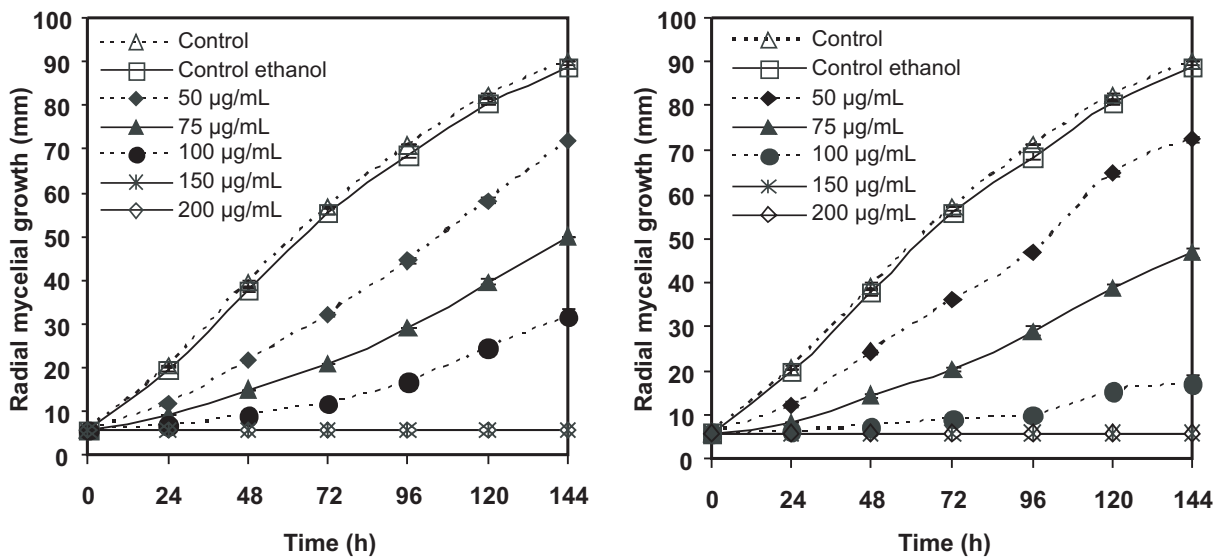 Radial mycelial growth (mm)
100
90
80
70
60
50
40
30
20
10
0
Control
Control ethanol
50 µg/mL
75 µg/mL
100 µg/mL
150 µg/mL
200 µg/mL
0 24 48 72 96 120 144
Time (h)
Radial mycelial growth (mm)
100
90
80
70
60
50
40
30
20
10
0
Control
Control ethanol
50 µg/mL
75 µg/mL
100 µg/mL
150 µg/mL
200 µg/mL
0 24 48 72 96 120 144
Time (h)